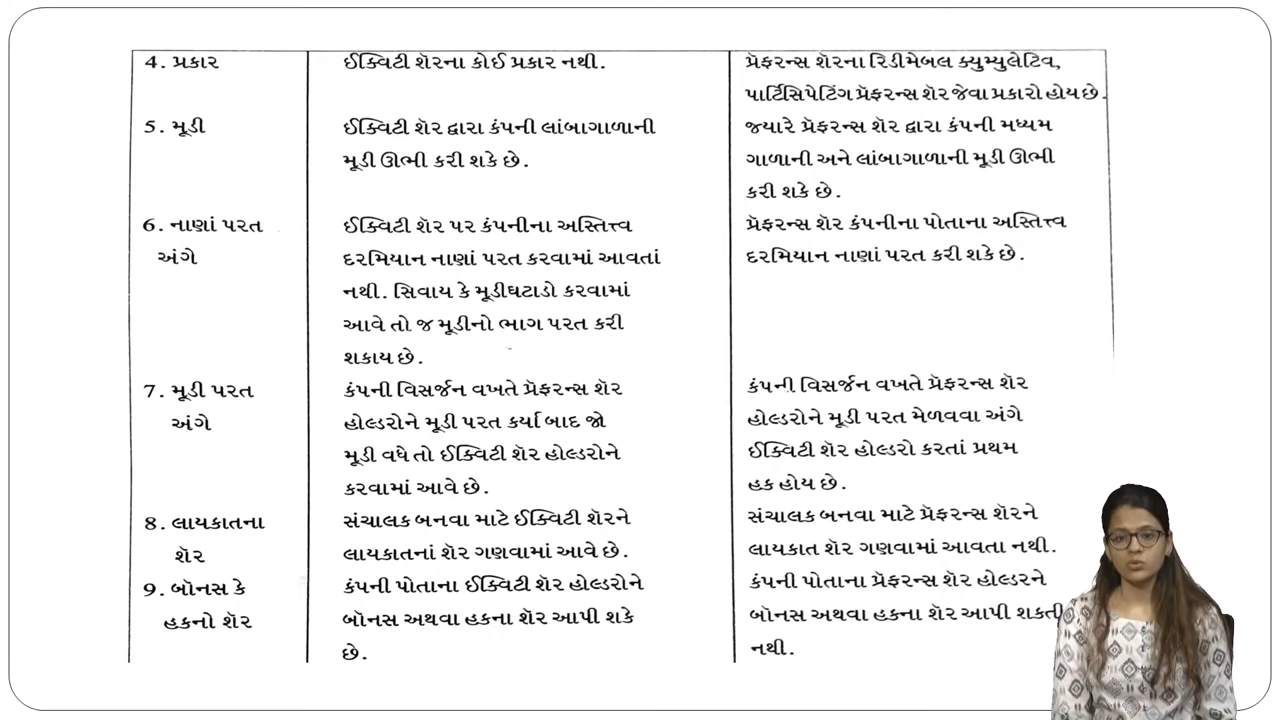 4. પ્રકાર
ઈક્વિટી શૅરના કોઈ પ્રકાર નથી.
પ્રૅફરન્સ શૅરના રિડીમેબલ ક્યુમ્યુલેટિવ,
પાર્ટિસિપેટિંગ પ્રૅફરન્સ શૅર જેવા પ્રકારો હોય છે.
5. મૂડી
ઈક્વિટી શૅર દ્વારા કંપની લાંબાગાળાની
મૂડી ઊભી કરી શકે છે.
જયારે પ્રૅફરન્સ શૅર દ્વારા કંપની મધ્યમ
ગાળાની અને લાંબાગાળાની મૂડી ઊભી
કરી શકે છે.
6. નાણાં પરત
અંગે
ઈક્વિટી શૅર પર કંપનીના અસ્તિત્ત્વ
દરમિયાન નાણાં પરત કરવામાં આવતાં
નથી. સિવાય કે મૂડીઘટાડો કરવામાં
આવે તો જ મૂડીનો ભાગ પરત કરી
શકાય છે.
પ્રૅફરન્સ શૅર કંપનીના પોતાના અસ્તિત્ત્વ
દરમિયાન નાણાં પરત કરી શકે છે.
7. મૂડી પરત
અંગે
કંપની વિસર્જન વખતે પ્રૅફરન્સ શૅર
હોલ્ડરોને મૂડી પરત કર્યા બાદ જો
મૂડી વધે તો ઈક્વિટી શૅર હોલ્ડરોને
કરવામાં આવે છે.
કંપની વિસર્જન વખતે પ્રૅફરન્સ શૅર
હોલ્ડરોને મૂડી પરત મેળવવા અંગે
ઈક્વિટી શૅર હોલ્ડરો કરતાં પ્રથમ
હક હોય છે.
8. લાયકાતના
શૅર
સંચાલક બનવા માટે ઈક્વિટી શૅરને
લાયકાતનાં શૅર ગણવામાં આવે છે.
સંચાલક બનવા માટે પ્રૅફરન્સ શૅરને
લાયકાત શૅર ગણવામાં આવતા નથી.
9. બૉનસ કે
હકનો શૅર
કંપની પોતાના ઈક્વિટી શૅર હોલ્ડરોને
બૉનસ અથવા હકના શૅર આપી શકે
છે.
કંપની પોતાના પ્રૅફરન્સ શૅર હોલ્ડરને
બૉનસ અથવા હકના શૅર આપી શકતી
નથી.